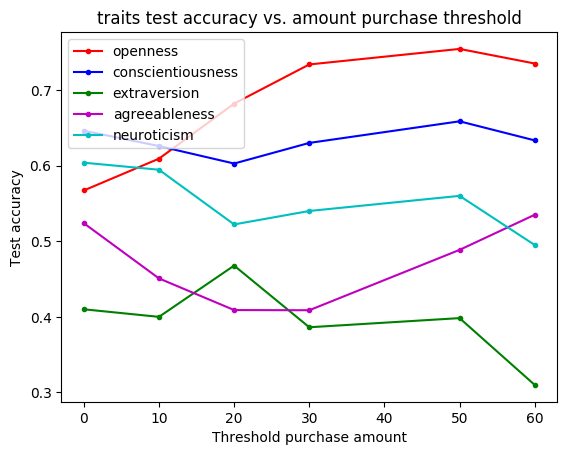 traits test accuracy vs. amount purchase threshold
openness
conscientiousness
extraversion
agreeableness
neuroticism
Test accuracy
0.7
0.6
0.5
0.4
0.3
0 10 20 30 40 50 60
Threshold purchase amount